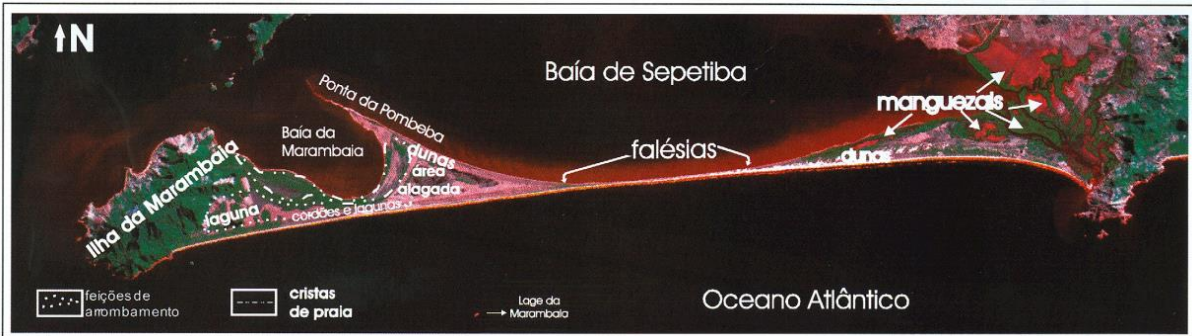 N
Baía de Sepetiba
Ponta da Pombeba
manguezais
Baía da
Marambaia
falésias
dunas
dunas
área
alagada
Ilha da Marambaia
laguna
cordões e lagunas
feições de
arrombamento
cristas
de praia
Lage da
Marambaia
Oceano Atlântico